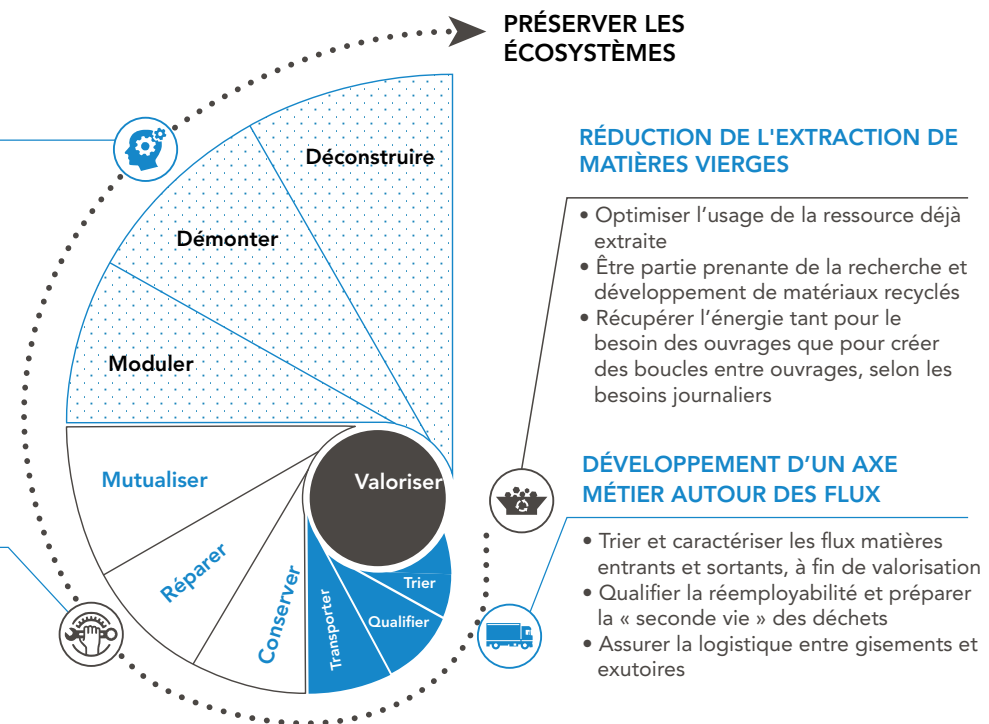 PRÉSERVER LES
ÉCOSYSTÈMES
Déconstruire
Démonter
Moduler
Mutualiser
Réparer
Conserver
Transporter
Qualifier
Trier
Valoriser
RÉDUCTION DE L'EXTRACTION DE
MATIÈRES VIERGES
• Optimiser l’usage de la ressource déjà
extraite
• Être partie prenante de la recherche et
développement de matériaux recyclés
• Récupérer l’énergie tant pour le
besoin des ouvrages que pour créer
des boucles entre ouvrages, selon les
besoins journaliers
DÉVELOPPEMENT D’UN AXE
MÉTIER AUTOUR DES FLUX
• Trier et caractériser les flux matières
entrants et sortants, à fin de valorisation
• Qualifier la réemployabilité et préparer
la « seconde vie » des déchets
• Assurer la logistique entre gisements et
exutoires